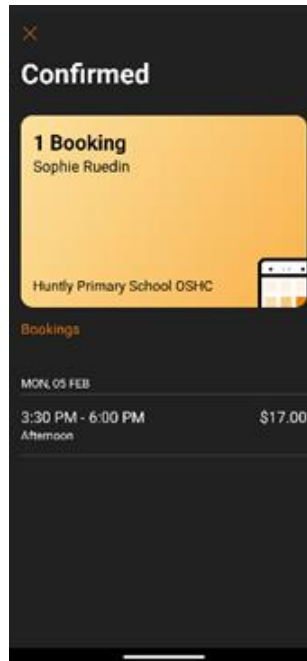 Confirmed
1 Booking
Sophie Ruedin
Huntly Primary School OSHC
Bookings
MON, 05 FEB
3:30 PM - 6:00 PM $17.00
Afternoon